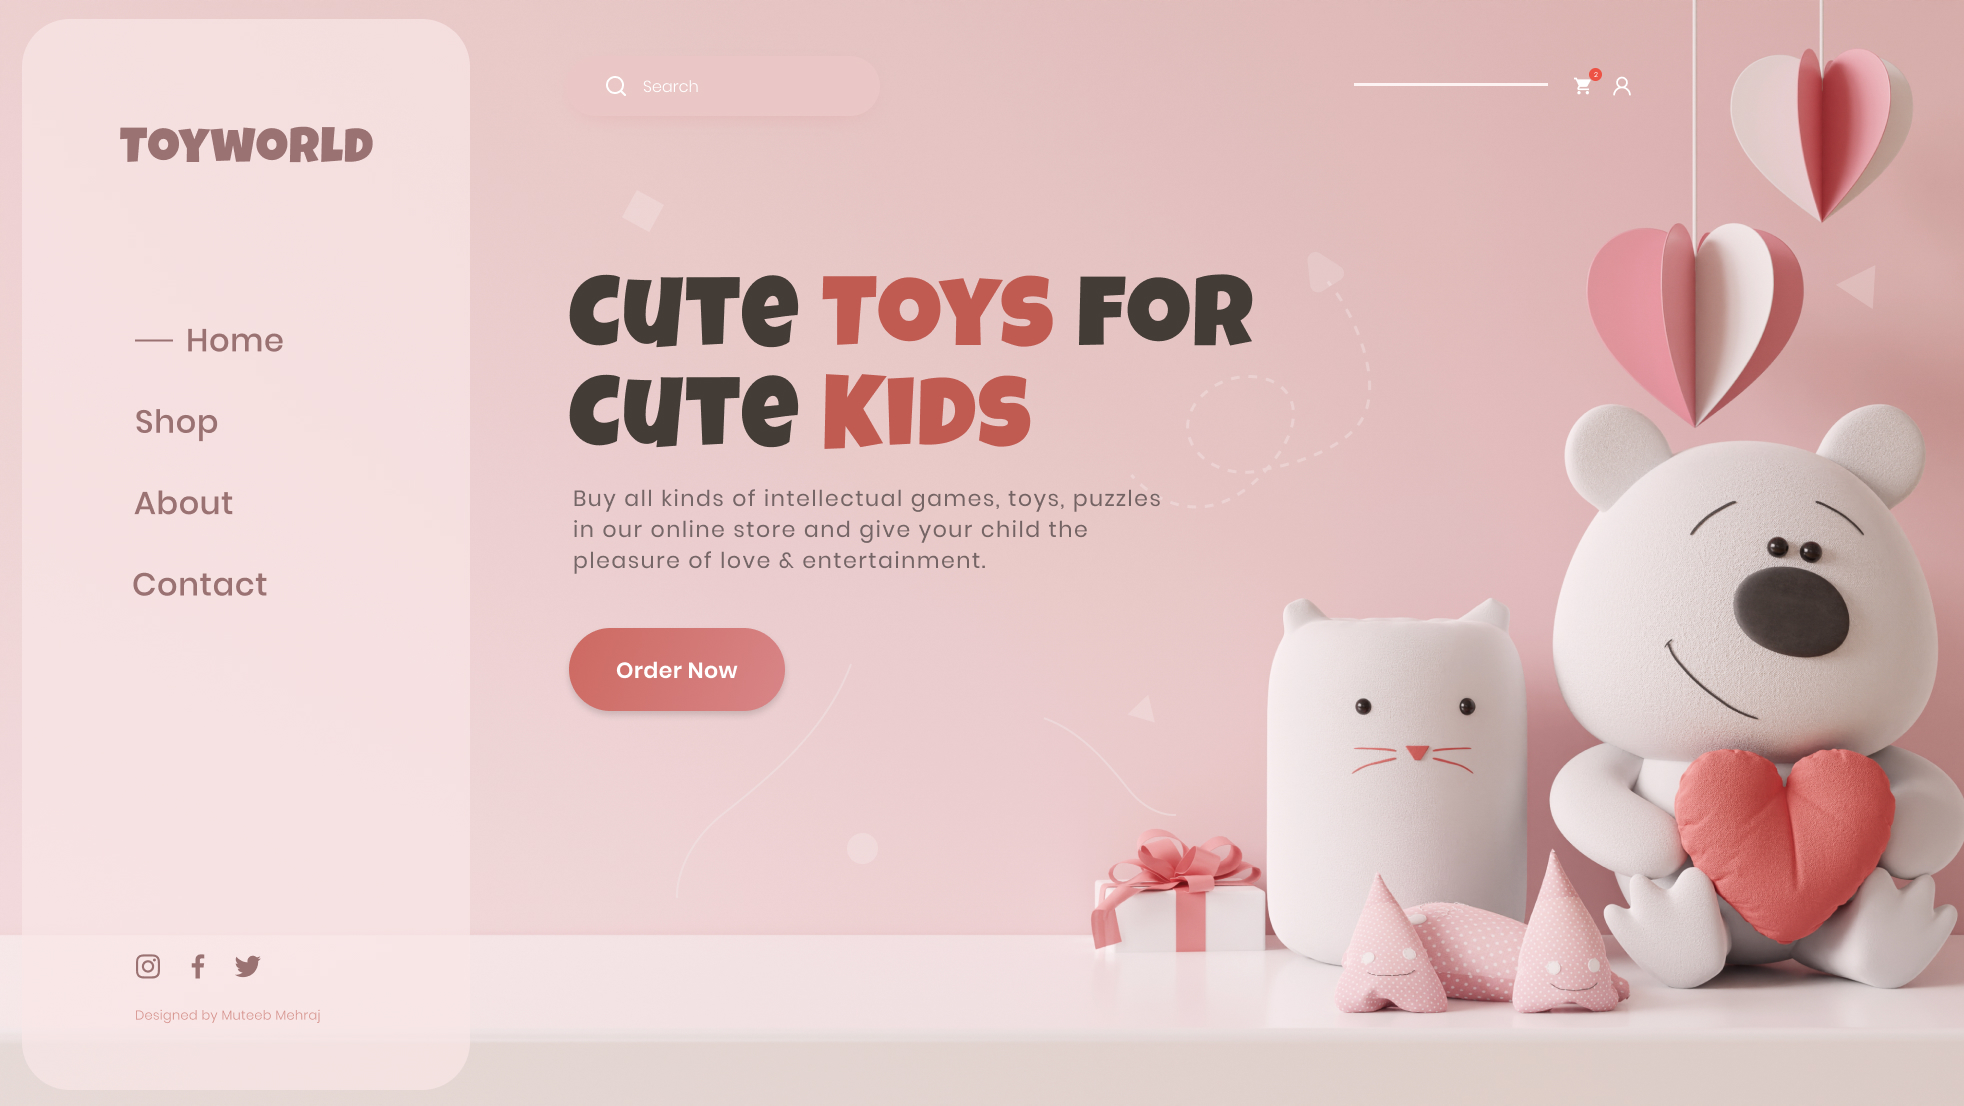 TOYWORLD
Home
Shop
About
Contact
Designed by Muteeb Mehraj
Search
2
CUTE TOYS FOR
CUTE KIDS
Buy all kinds of intellectual games, toys, puzzles
in our online store and give your child the
pleasure of love & entertainment.
Order Now